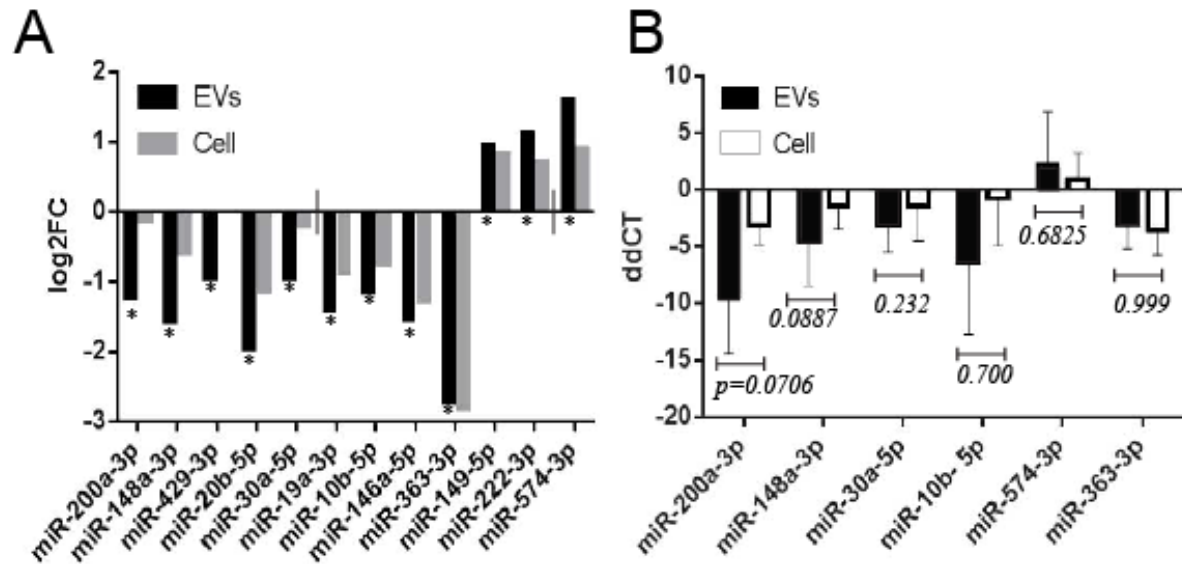 A
log2FC
2
1
0
-1
-2
-3
EVs
Cell
* * * * * * * * * * * *
miR-200a-3p
miR-148a-3p
miR-429-3p
miR-20b-5p
miR-30a-5p
miR-19a-3p
miR-10b-5p
miR-146a-5p
miR-363-3p
miR-149-5p
miR-222-3p
miR-574-3p
B
ddCT
10
5
0
-5
-10
-15
-20
EVs
Cell
p=0.0706
0.0887
0.232
0.700
0.6825
0.999
miR-200a-3p
miR-148a-3p
miR-30a-5p
miR-10b- 5p
miR-574-3p
miR-363-3p